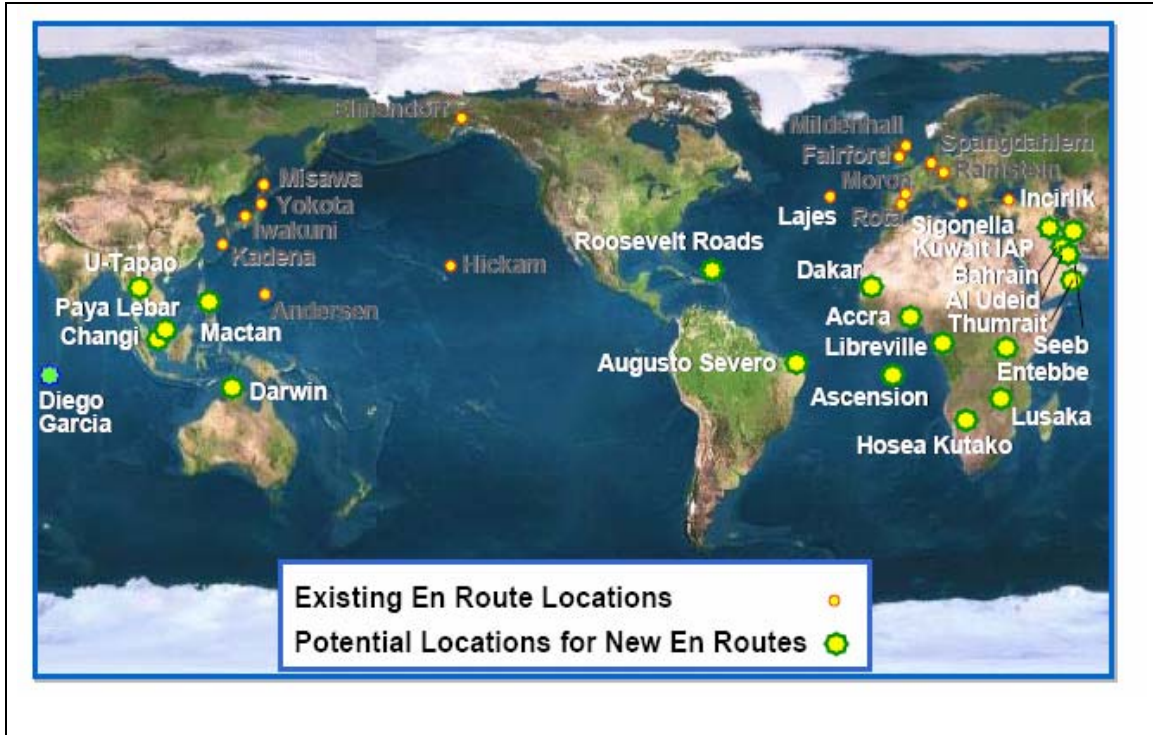 Elmendorf
Mildenhall
Spangdahlem
Fairford
Ramstein
Misawa
Moron
Incirlik
Yokota
Lajes
Rota
Sigonella
Iwakuni
Roosevelt Roads
Kuwait IAP
Kadena
Hickam
U-Tapao
Dakar
Bahrain
Al Udeid
Paya Lebar
Andersen
Accra
Thumrait
Changi
Mactan
Libreville
Seeb
Augusto Severo
Entebbe
Diego
Garcia
Darwin
Ascension
Lusaka
Hosea Kutako
Existing En Route Locations
Potential Locations for New En Routes